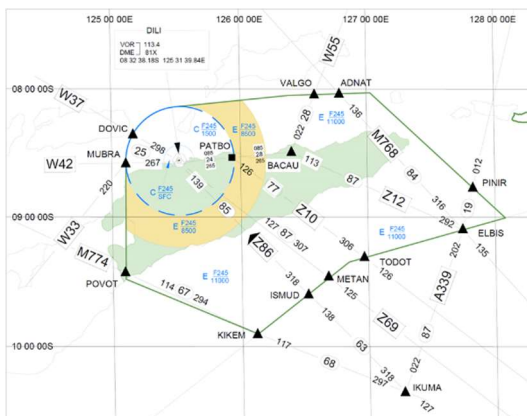 125 00 00E
126 00 00E
127 00 00E
128 00 00E
DILI
VOR 113.4
DME 81X
08 32 38.18S 125 31 39.84E
W55
VALGO
ADNAT
08 00 00S
28
022
136
E F245
11000
W37
M768
DOVIC
C F245
1500
E F245
8500
PATBO
25
298
MUBRA
267
085
24
265
085
28
265
BACAU
113
W42
012
84
PINIR
220
C F245
SFC
139
126
77
87
Z12
316
19
85
292
09 00 00S
Z10
W33
E F245
6500
127
87
307
306
202
ELBIS
135
Z86
E F245
11000
M774
TODOT
POVOT
E F245
11000
318
METAN
126
A339
114
67
294
ISMUD
125
138
Z69
87
KIKEM
10 00 00S
117
63
68
318
022
297
IKUMA
127